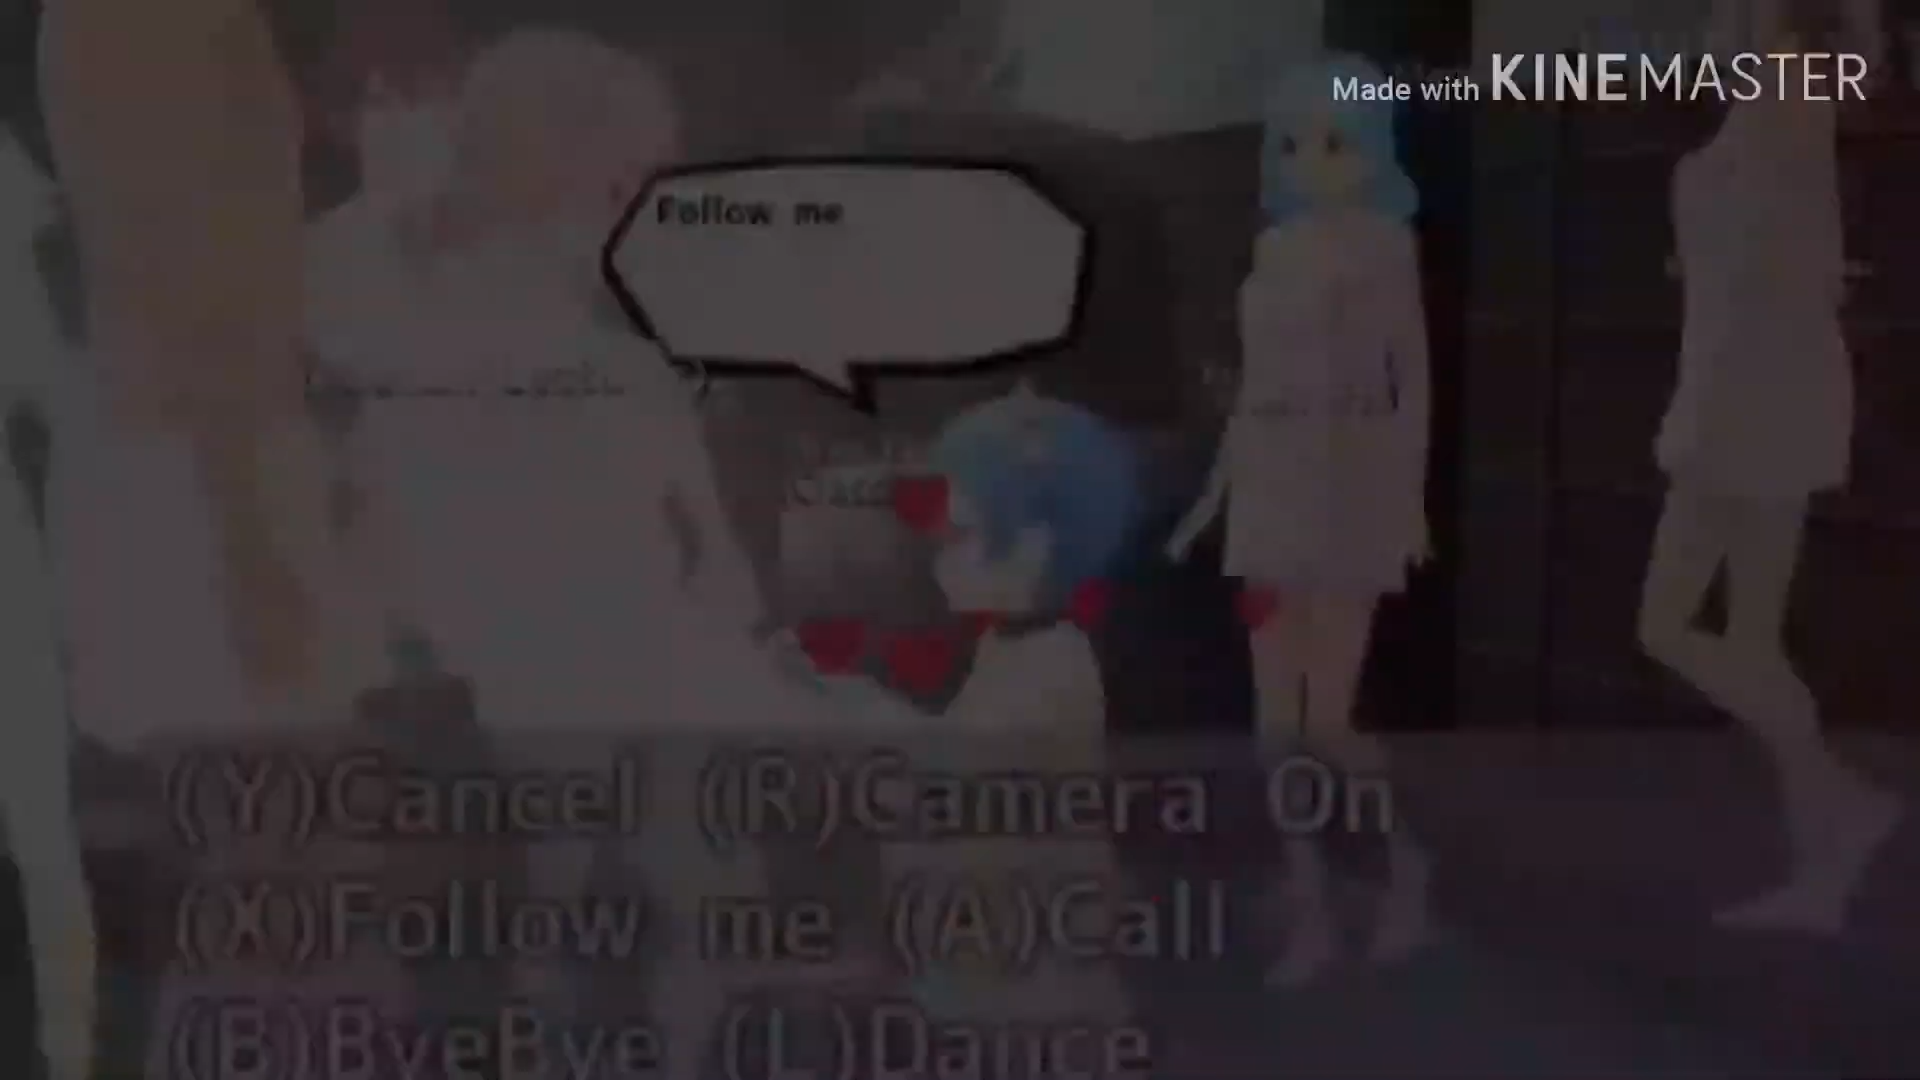 Made with KINEMASTER
Follow me
(Y)Cancel (R)Camera On
(X)Follow me (A)Call
(B)ByeBye (L)Dance